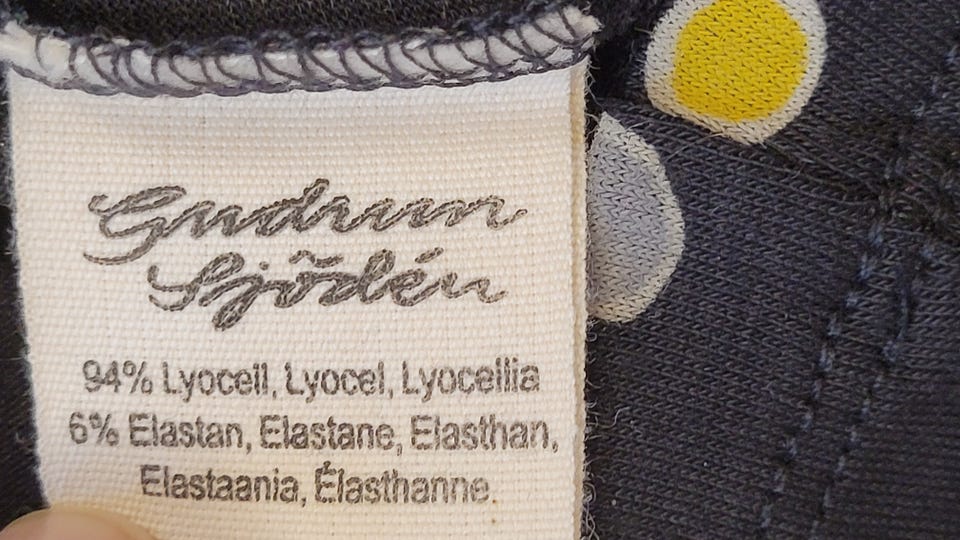 Gudrun
Sjödén
94% Lyocell, Lyocel, Lyocellia
6% Elastan, Elastane, Elasthan,
Elastaania, Élasthanne.